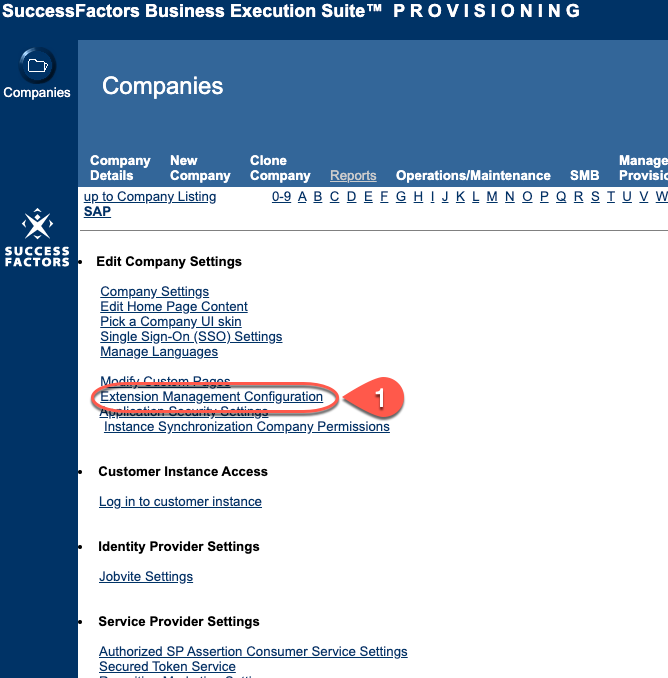 SuccessFactors Business Execution Suite™ PROVISIONING
Companies
Companies
Company Details
New Company
Clone Company
Reports
Operations/Maintenance
SMB
Manage
up to Company Listing
0-9 A B C D E F G H I J K L M N O P Q R S T U V W
SAP
SUCCESS
FACTORS
Edit Company Settings
Company Settings
Edit Home Page Content
Pick a Company UI skin
Single Sign-On (SSO) Settings
Manage Languages
Modify Custom Pages
Extension Management Configuration
1
Application Security Settings
Instance Synchronization Company Permissions
Customer Instance Access
Log in to customer instance
Identity Provider Settings
Jobvite Settings
Service Provider Settings
Authorized SP Assertion Consumer Service Settings
Secured Token Service